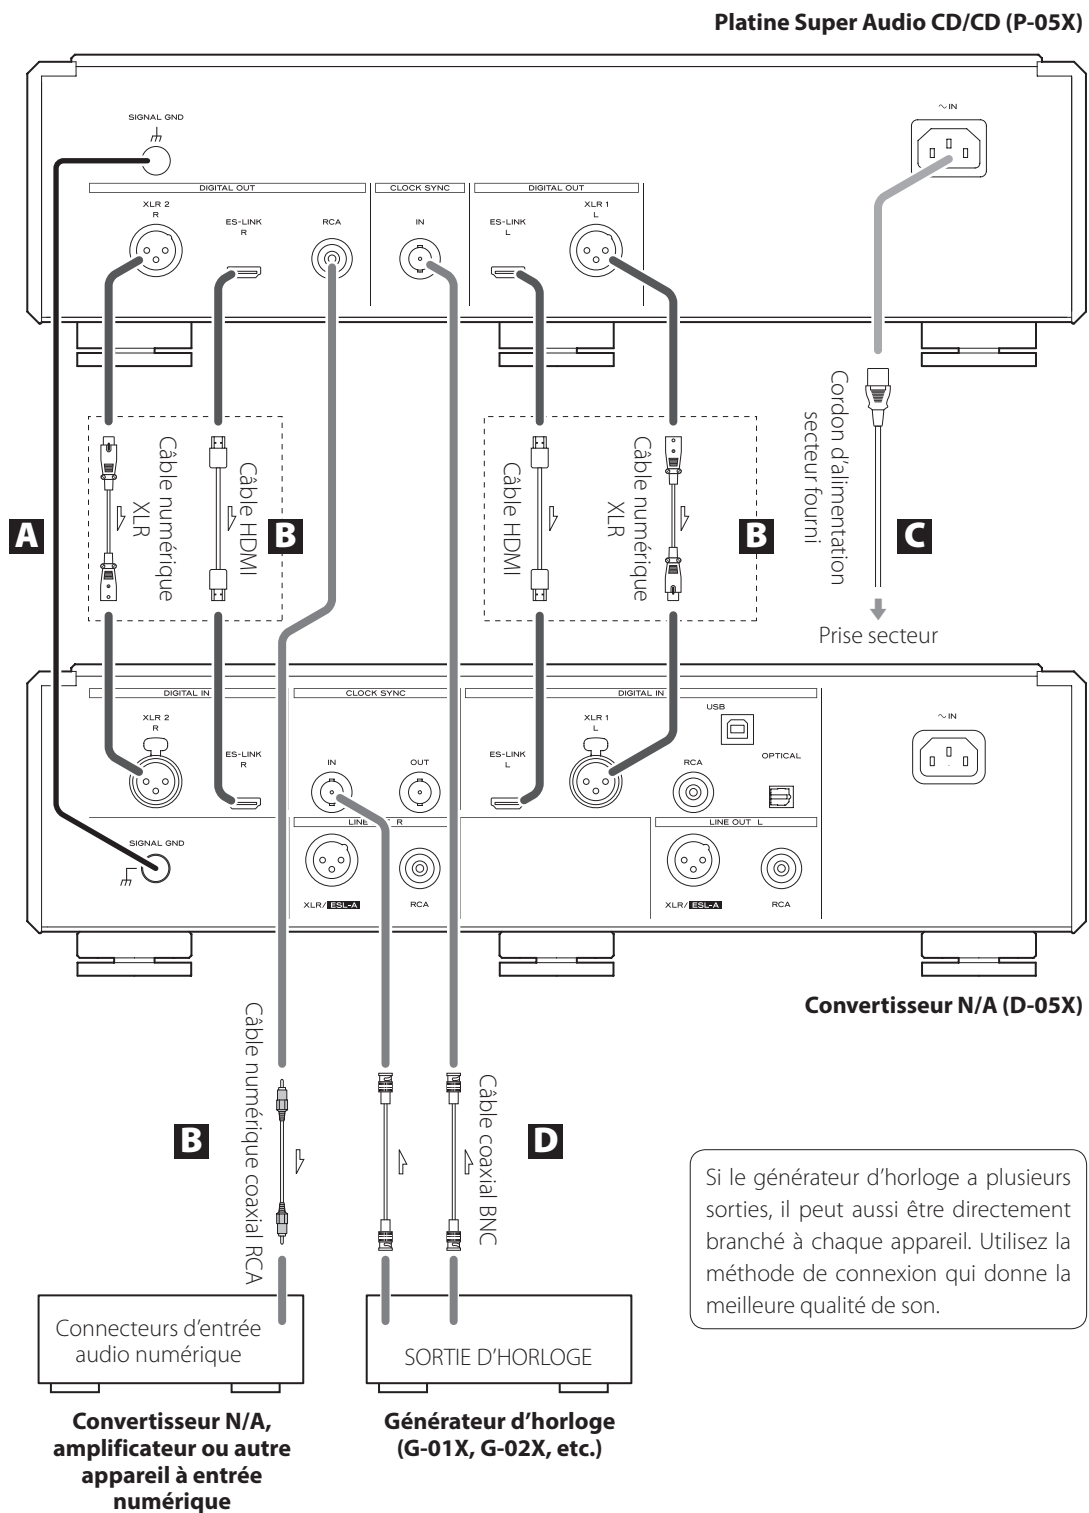 Platine Super Audio CD/CD (P-05X)
SIGNAL GND
∼ IN
DIGITAL OUT
CLOCK SYNC
DIGITAL OUT
XLR 2
R
ES-LINK
R
RCA
IN
ES-LINK
L
XLR 1
L
A
Câble numérique
XLR
Câble HDMI
B
Câble HDMI
Câble numérique
XLR
B
Cordon d'alimentation
secteur fourni
C
Prise secteur
DIGITAL IN
CLOCK SYNC
DIGITAL IN
XLR 2
R
ES-LINK
R
IN
OUT
ES-LINK
L
XLR 1
L
USB
RCA
OPTICAL
∼ IN
SIGNAL GND
LINE R
LINE OUT L
XLR/ESL-A
RCA
XLR/ESL-A
RCA
Convertisseur N/A (D-05X)
B
Câble numérique coaxial RCA
Câble coaxial BNC
D
Si le générateur d'horloge a plusieurs
sorties, il peut aussi être directement
branché à chaque appareil. Utilisez la
méthode de connexion qui donne la
meilleure qualité de son.
Connecteurs d'entrée
audio numérique
SORTIE D'HORLOGE
Convertisseur N/A,
amplificateur ou autre
appareil à entrée
numérique
Générateur d'horloge
(G-01X, G-02X, etc.)